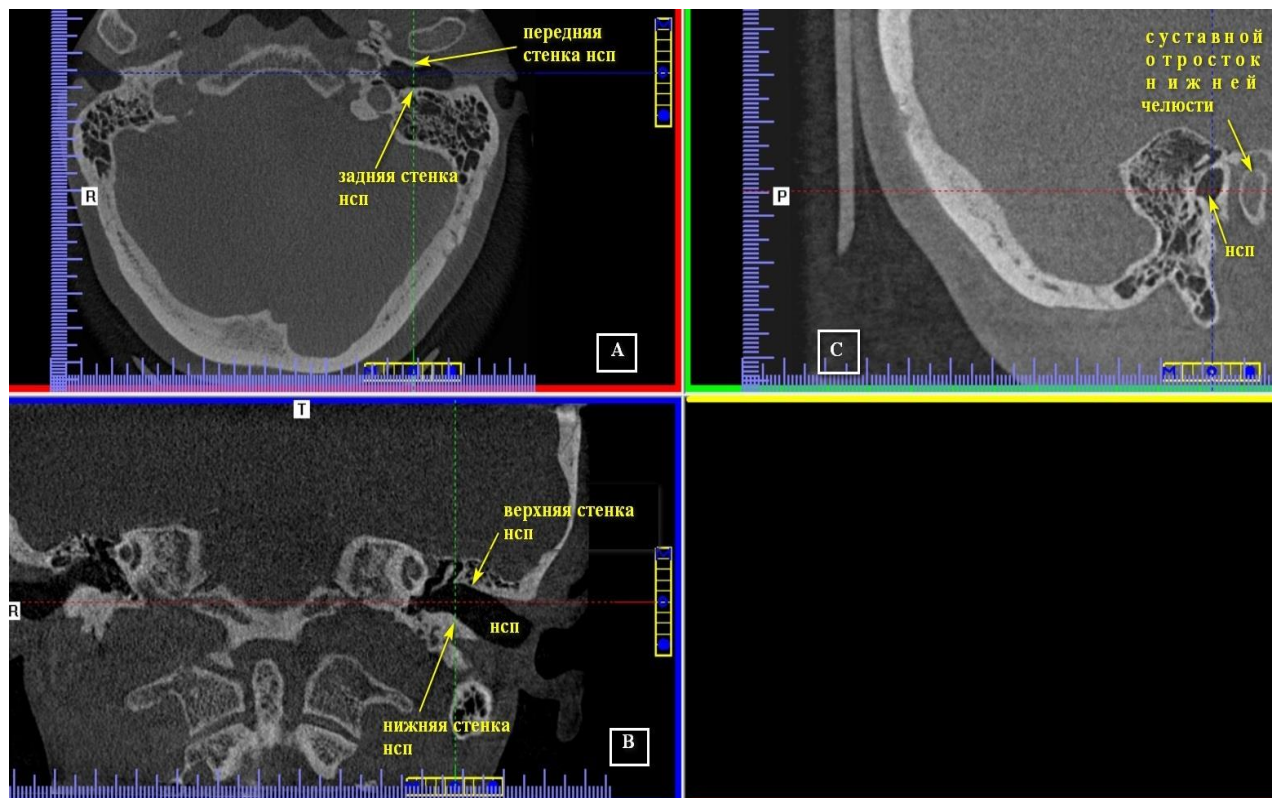 передняя
стенка нсп
задняя стенка
нсп
R
A
суставной
отросток
нижней
челюсти
P
нсп
C
T
верхняя стенка
нсп
R
нсп
нижняя стенка
нсп
B